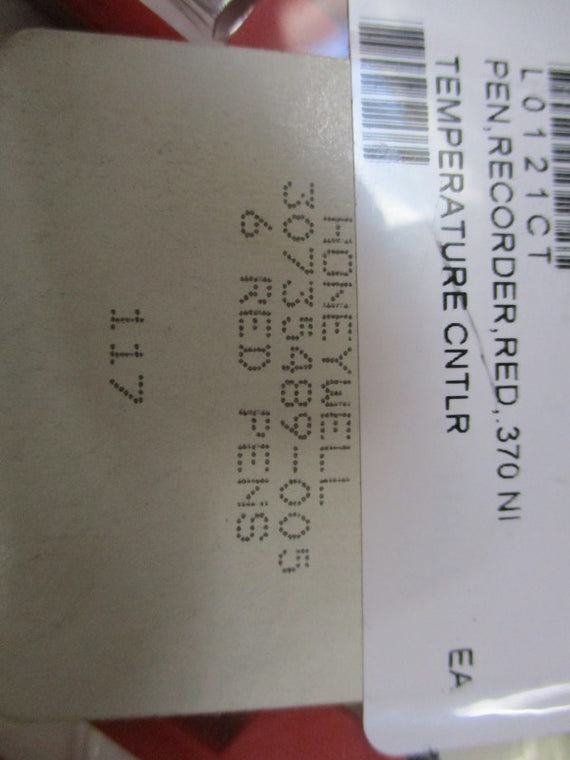 L0121CT
PEN,RECORDER,RED,.370 NI
TEMPERATURE CNTLR
EA
HONEYWELL
30735489-005
6 RED PENS
117